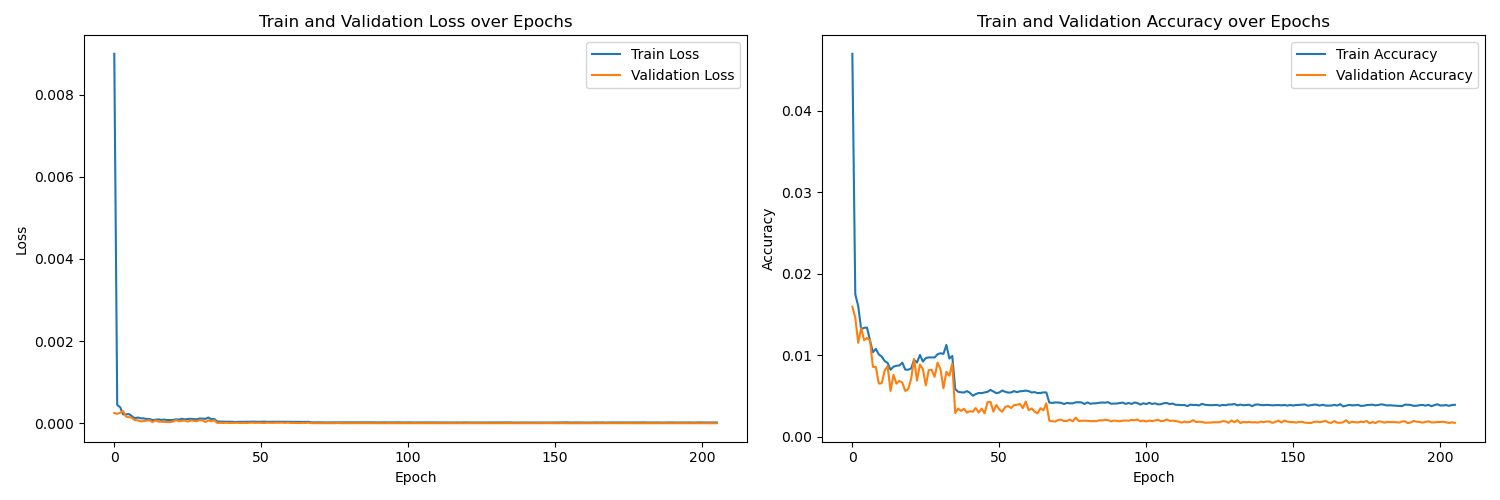 Train and Validation Loss over Epochs
Train Loss
Validation Loss
0.008
0.006
0.004
0.002
0.000
Loss
0
50
100
150
200
Epoch
Train and Validation Accuracy over Epochs
Train Accuracy
Validation Accuracy
0.04
0.03
0.02
0.01
0.00
Accuracy
0
50
100
150
200
Epoch